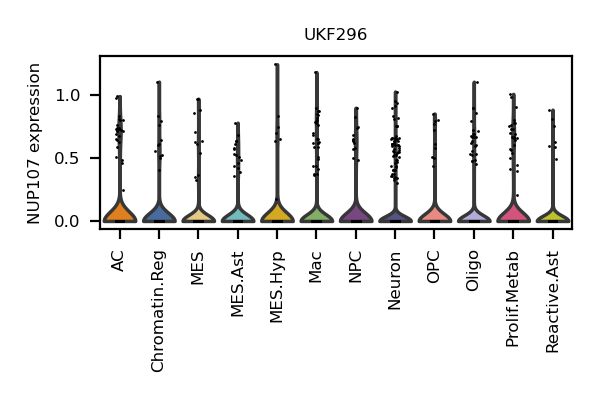 UKF296
NUP107 expression
1.0
0.5
0.0
AC
Chromatin.Reg
MES
MES.Ast
MES.Hyp
Mac
NPC
Neuron
OPC
Oligo
Prolif.Metab
Reactive.Ast